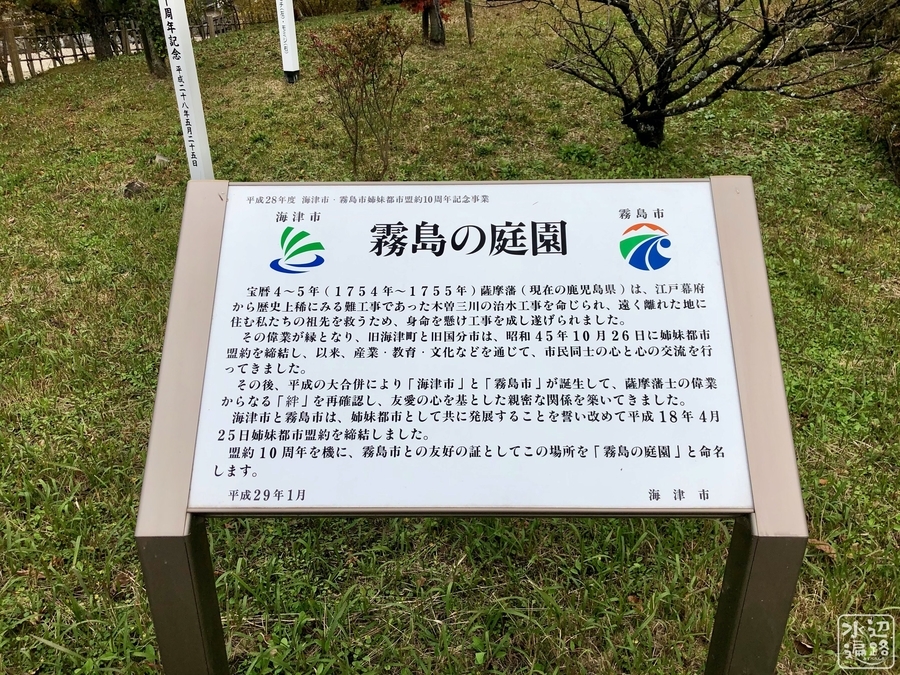 十周年記念 平成二十八年五月二十五日
平成28年度 海津市・霧島市姉妹都市盟約10周年記念事業
海津市
霧島市
霧島の庭園
宝暦4~5年(1754年~1755年)薩摩藩(現在の鹿児島県)は、江戸幕府
から歴史上稀にみる難工事であった木曽三川の治水工事を命じられ、遠く離れた地に
住む私たちの祖先を救うため、身命を懸け工事を成し遂げられました。
その偉業が縁となり、旧海津町と旧国分市は、昭和45年10月26日に姉妹都市
盟約を締結し、以来、産業・教育・文化などを通じて、市民同士の心と心の交流を行
ってきました。
その後、平成の大合併により「海津市」と「霧島市」が誕生して、薩摩藩士の偉業
からなる「絆」を再確認し、友愛の心を基とした親密な関係を築いてきました。
海津市と霧島市は、姉妹都市として共に発展することを誓い改めて平成18年4月
25日姉妹都市盟約を締結しました。
盟約10周年を機に、霧島市との友好の証としてこの場所を「霧島の庭園」と命名
します。
平成29年1月
海津市
水辺
遍路